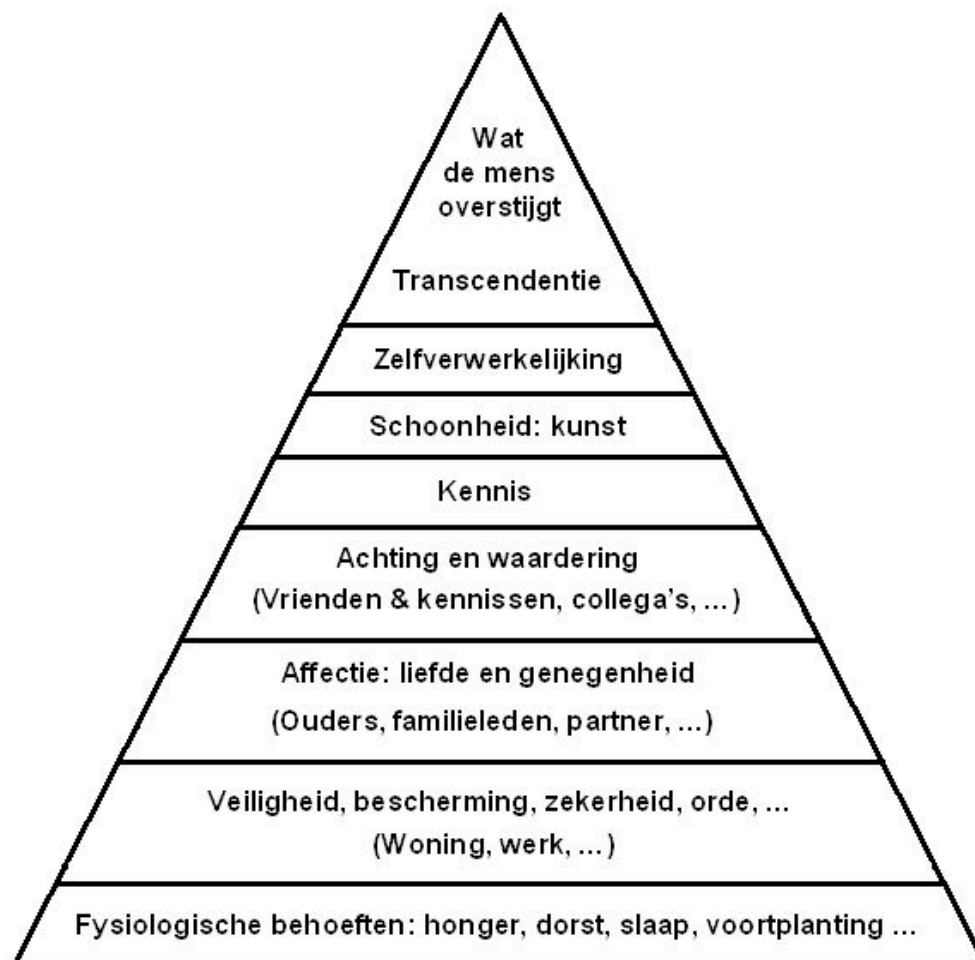 Wat
de mens
overstijgt
Transcendentie
Zelfverwerkelijking
Schoonheid: kunst
Kennis
Achting en waardering
(Vrienden & kennissen, collega's, ...)
Affectie: liefde en genegenheid
(Ouders, familieleden, partner, ...)
Veiligheid, bescherming, zekerheid, orde, ...
(Woning, werk, ...)
Fysiologische behoeften: honger, dorst, slaap, voortplanting ...